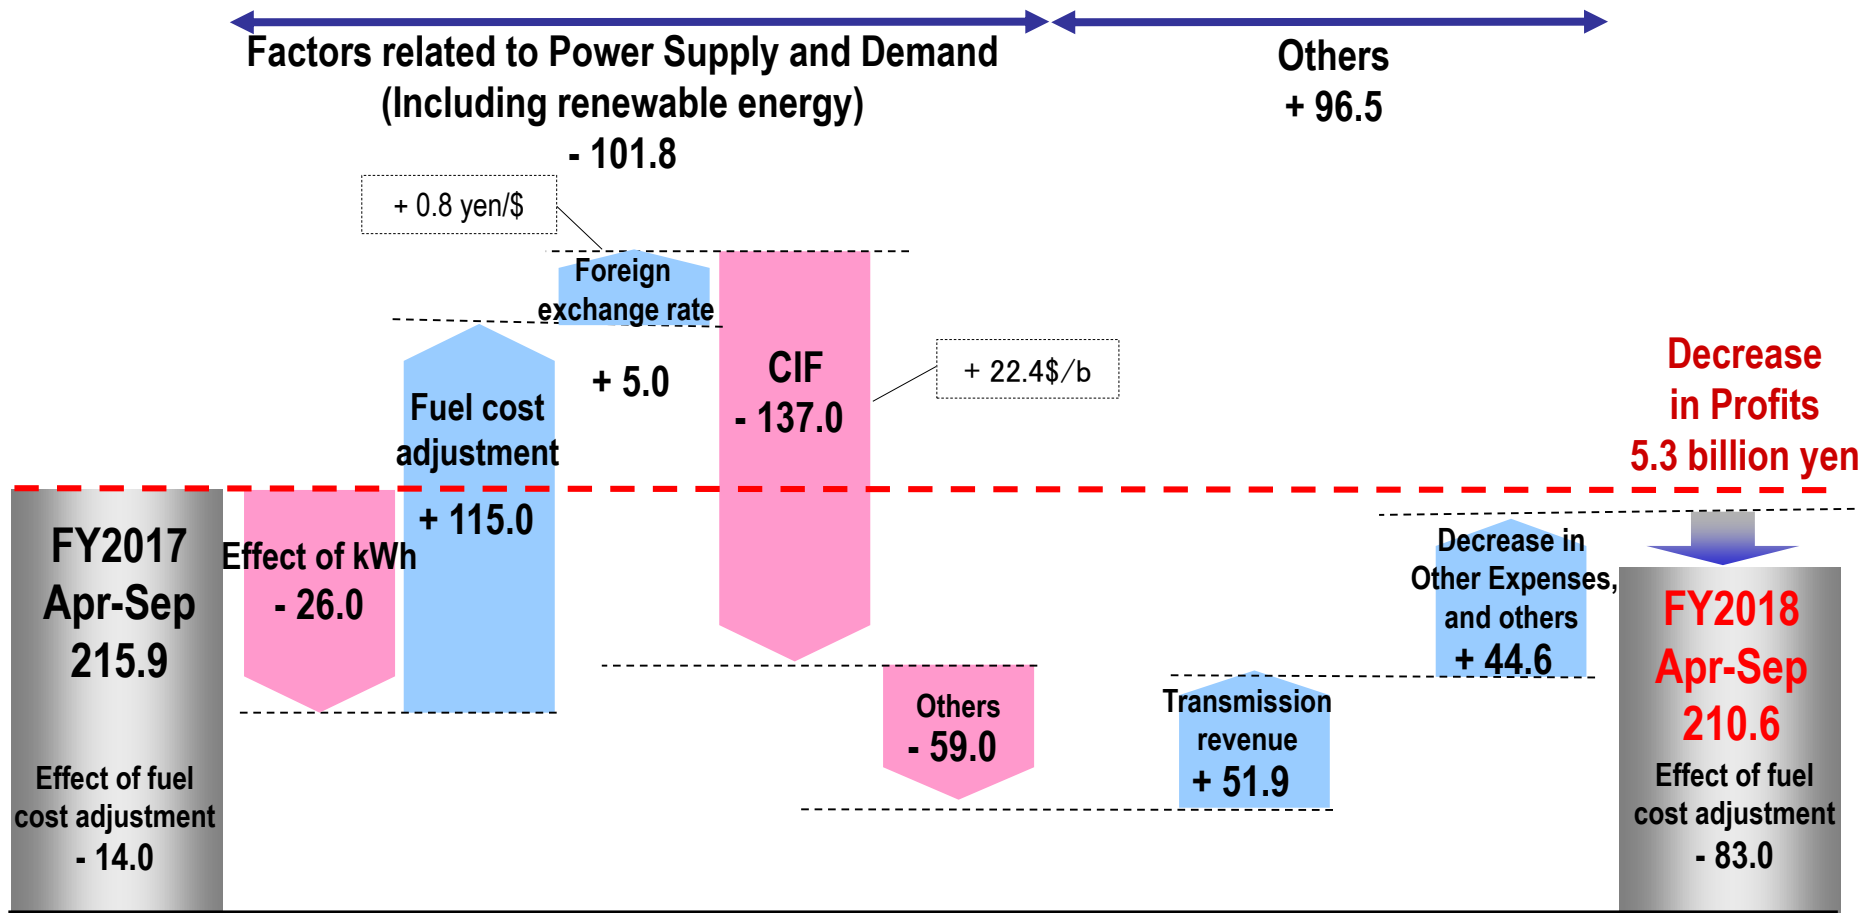 Factors related to Power Supply and Demand
(Including renewable energy)
- 101.8
Others
+ 96.5
+ 0.8 yen/$
Foreign
exchange rate
+ 5.0
CIF
- 137.0
+ 22.4$/b
Fuel cost
adjustment
+ 115.0
Decrease
in Profits
5.3 billion yen
FY2017
Apr-Sep
215.9
Effect of fuel
cost adjustment
- 14.0
Effect of kWh
- 26.0
Others
- 59.0
Transmission
revenue
+ 51.9
Decrease in
Other Expenses,
and others
+ 44.6
FY2018
Apr-Sep
210.6
Effect of fuel
cost adjustment
- 83.0